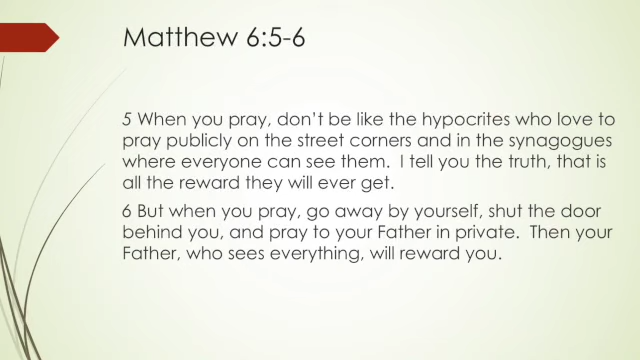 Matthew 6:5-6
5 When you pray, don't be like the hypocrites who love to
pray publicly on the street corners and in the synagogues
where everyone can see them.  I tell you the truth, that is
all the reward they will ever get.
6 But when you pray, go away by yourself, shut the door
behind you, and pray to your Father in private.  Then your
Father, who sees everything, will reward you.